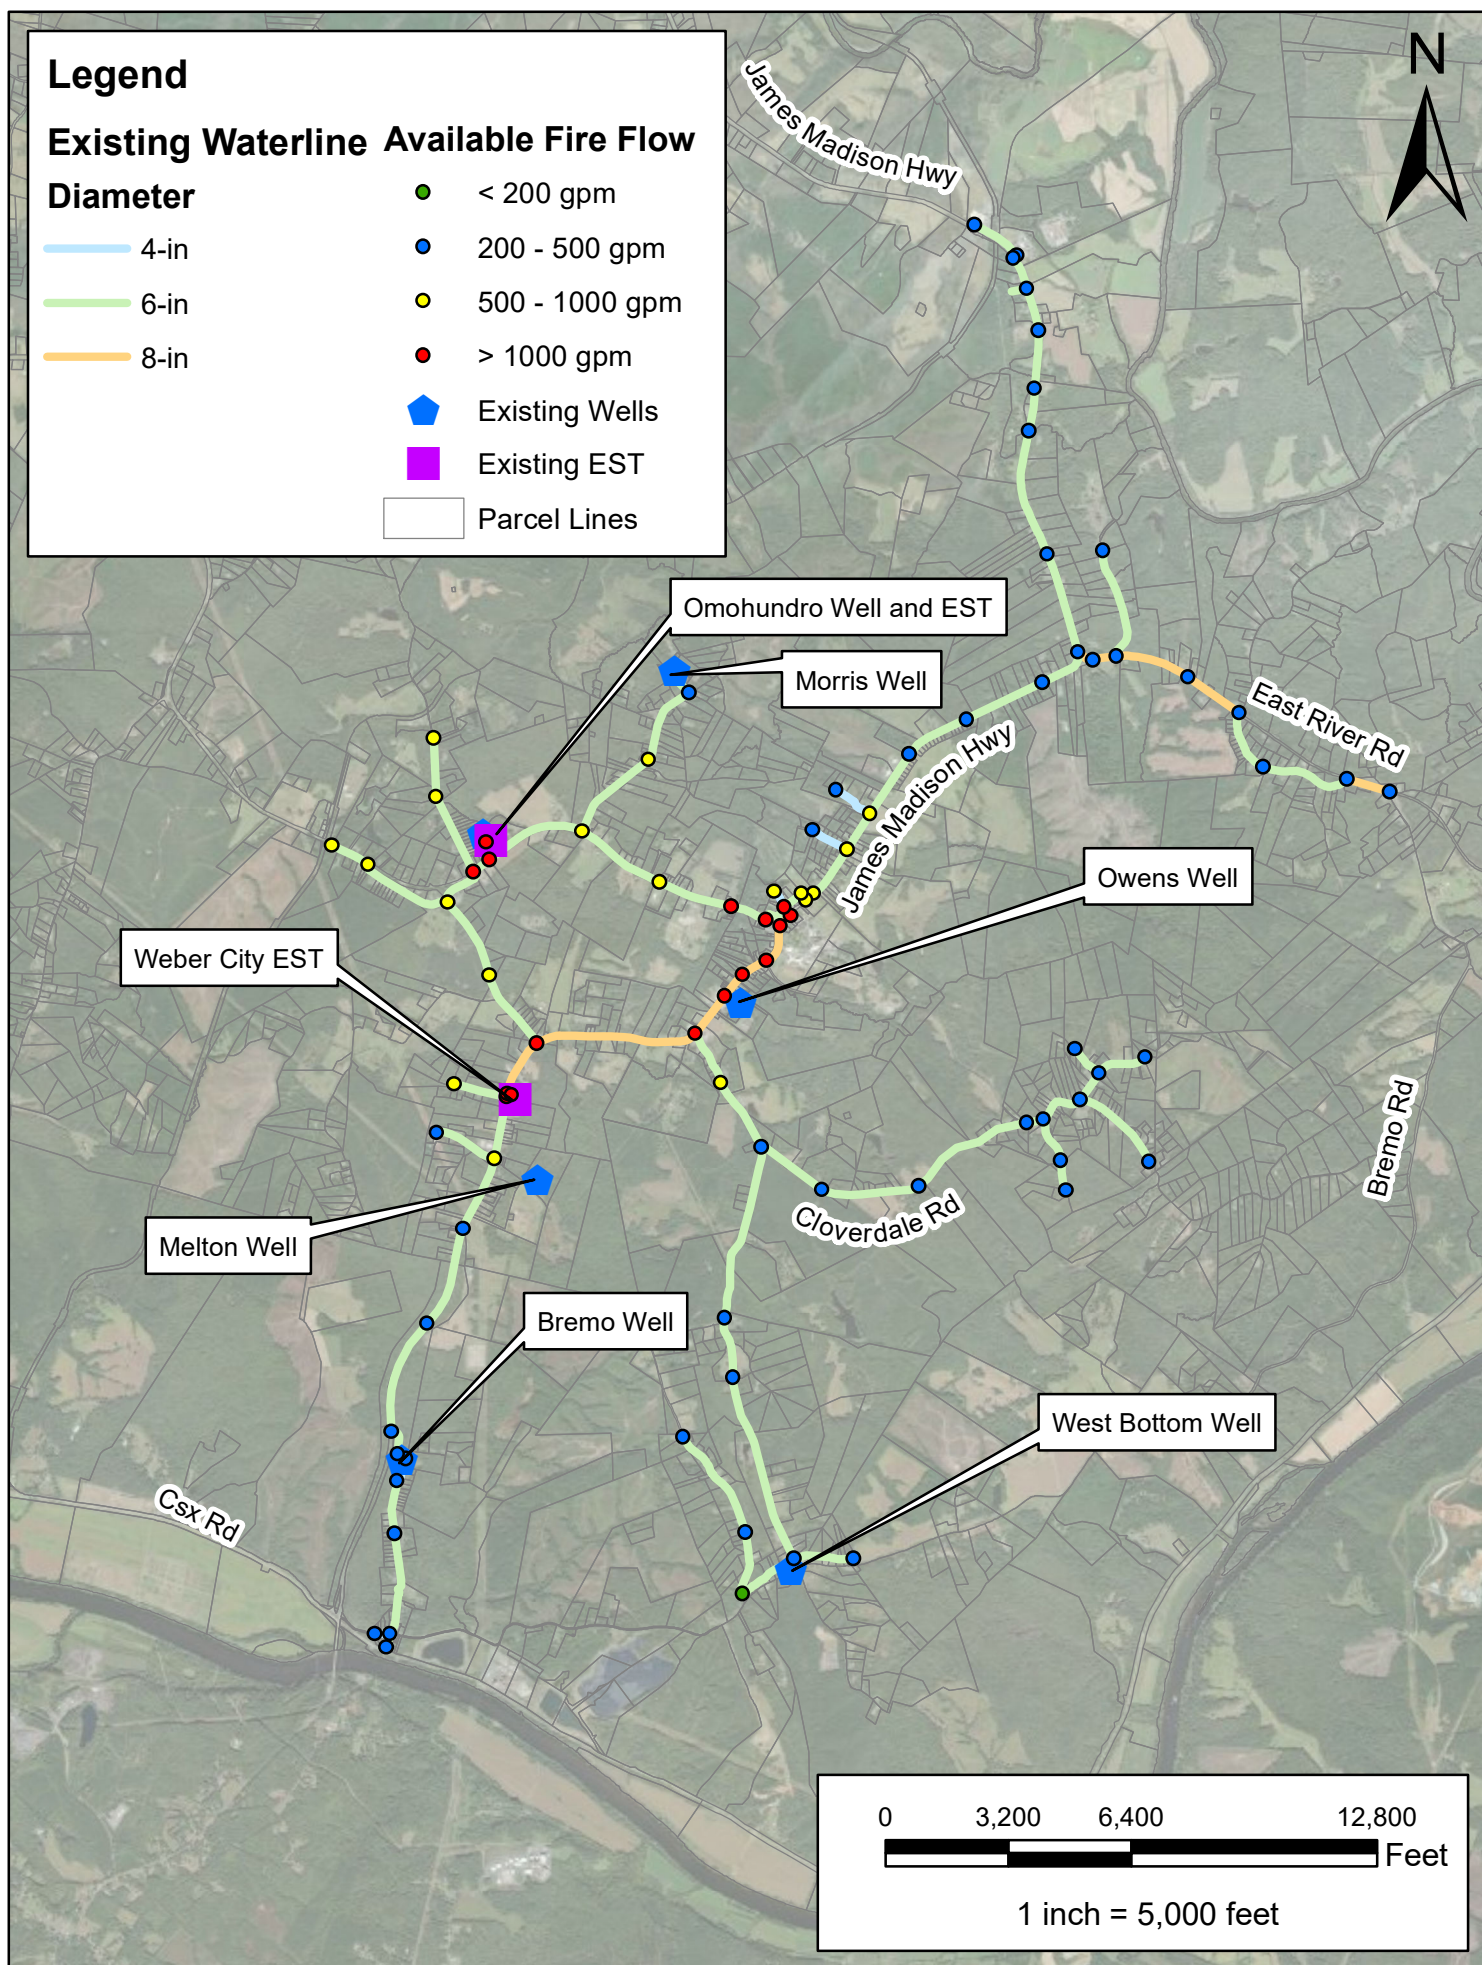 Legend
Existing Waterline
Diameter
4-in
6-in
8-in
Available Fire Flow
< 200 gpm
200 - 500 gpm
500 - 1000 gpm
> 1000 gpm
Existing Wells
Existing EST
Parcel Lines
N
James Madison Hwy
Omohundro Well and EST
Morris Well
East River Rd
James Madison Hwy
Owens Well
Weber City EST
Bremo Rd
Cloverdale Rd
Melton Well
Bremo Well
West Bottom Well
Csx Rd
0 3,200 6,400 12,800
Feet
1 inch = 5,000 feet